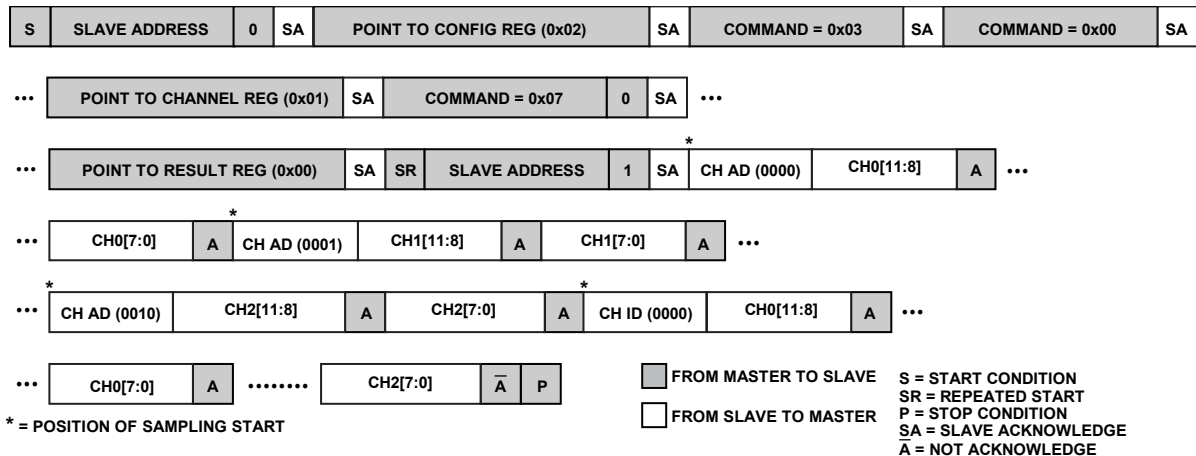 S SLAVE ADDRESS 0 SA POINT TO CONFIG REG (0x02) SA COMMAND = 0x03 SA COMMAND = 0x00 SA
••• POINT TO CHANNEL REG (0x01) SA COMMAND = 0x07 0 SA •••
*
••• POINT TO RESULT REG (0x00) SA SR SLAVE ADDRESS 1 SA CH AD (0000) CH0[11:8] A •••
*
••• CH0[7:0] A CH AD (0001) CH1[11:8] A CH1[7:0] A •••
* *
••• CH AD (0010) CH2[11:8] A CH2[7:0] A CH ID (0000) CH0[11:8] A •••
••• CH0[7:0] A •••••••• CH2[7:0] A̅ P
* = POSITION OF SAMPLING START
FROM MASTER TO SLAVE
FROM SLAVE TO MASTER
S = START CONDITION
SR = REPEATED START
P = STOP CONDITION
SA = SLAVE ACKNOWLEDGE
A̅ = NOT ACKNOWLEDGE